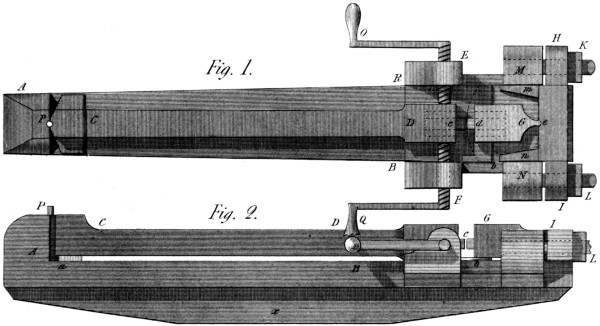 Fig. 1.
O
E
H
K
A
R
M
m
P
C
D
c
d
G
e
B
b
n
N
F
I
L
Fig. 2.
P
C
D
Q
G
I
A
c
L
a
B
b
x